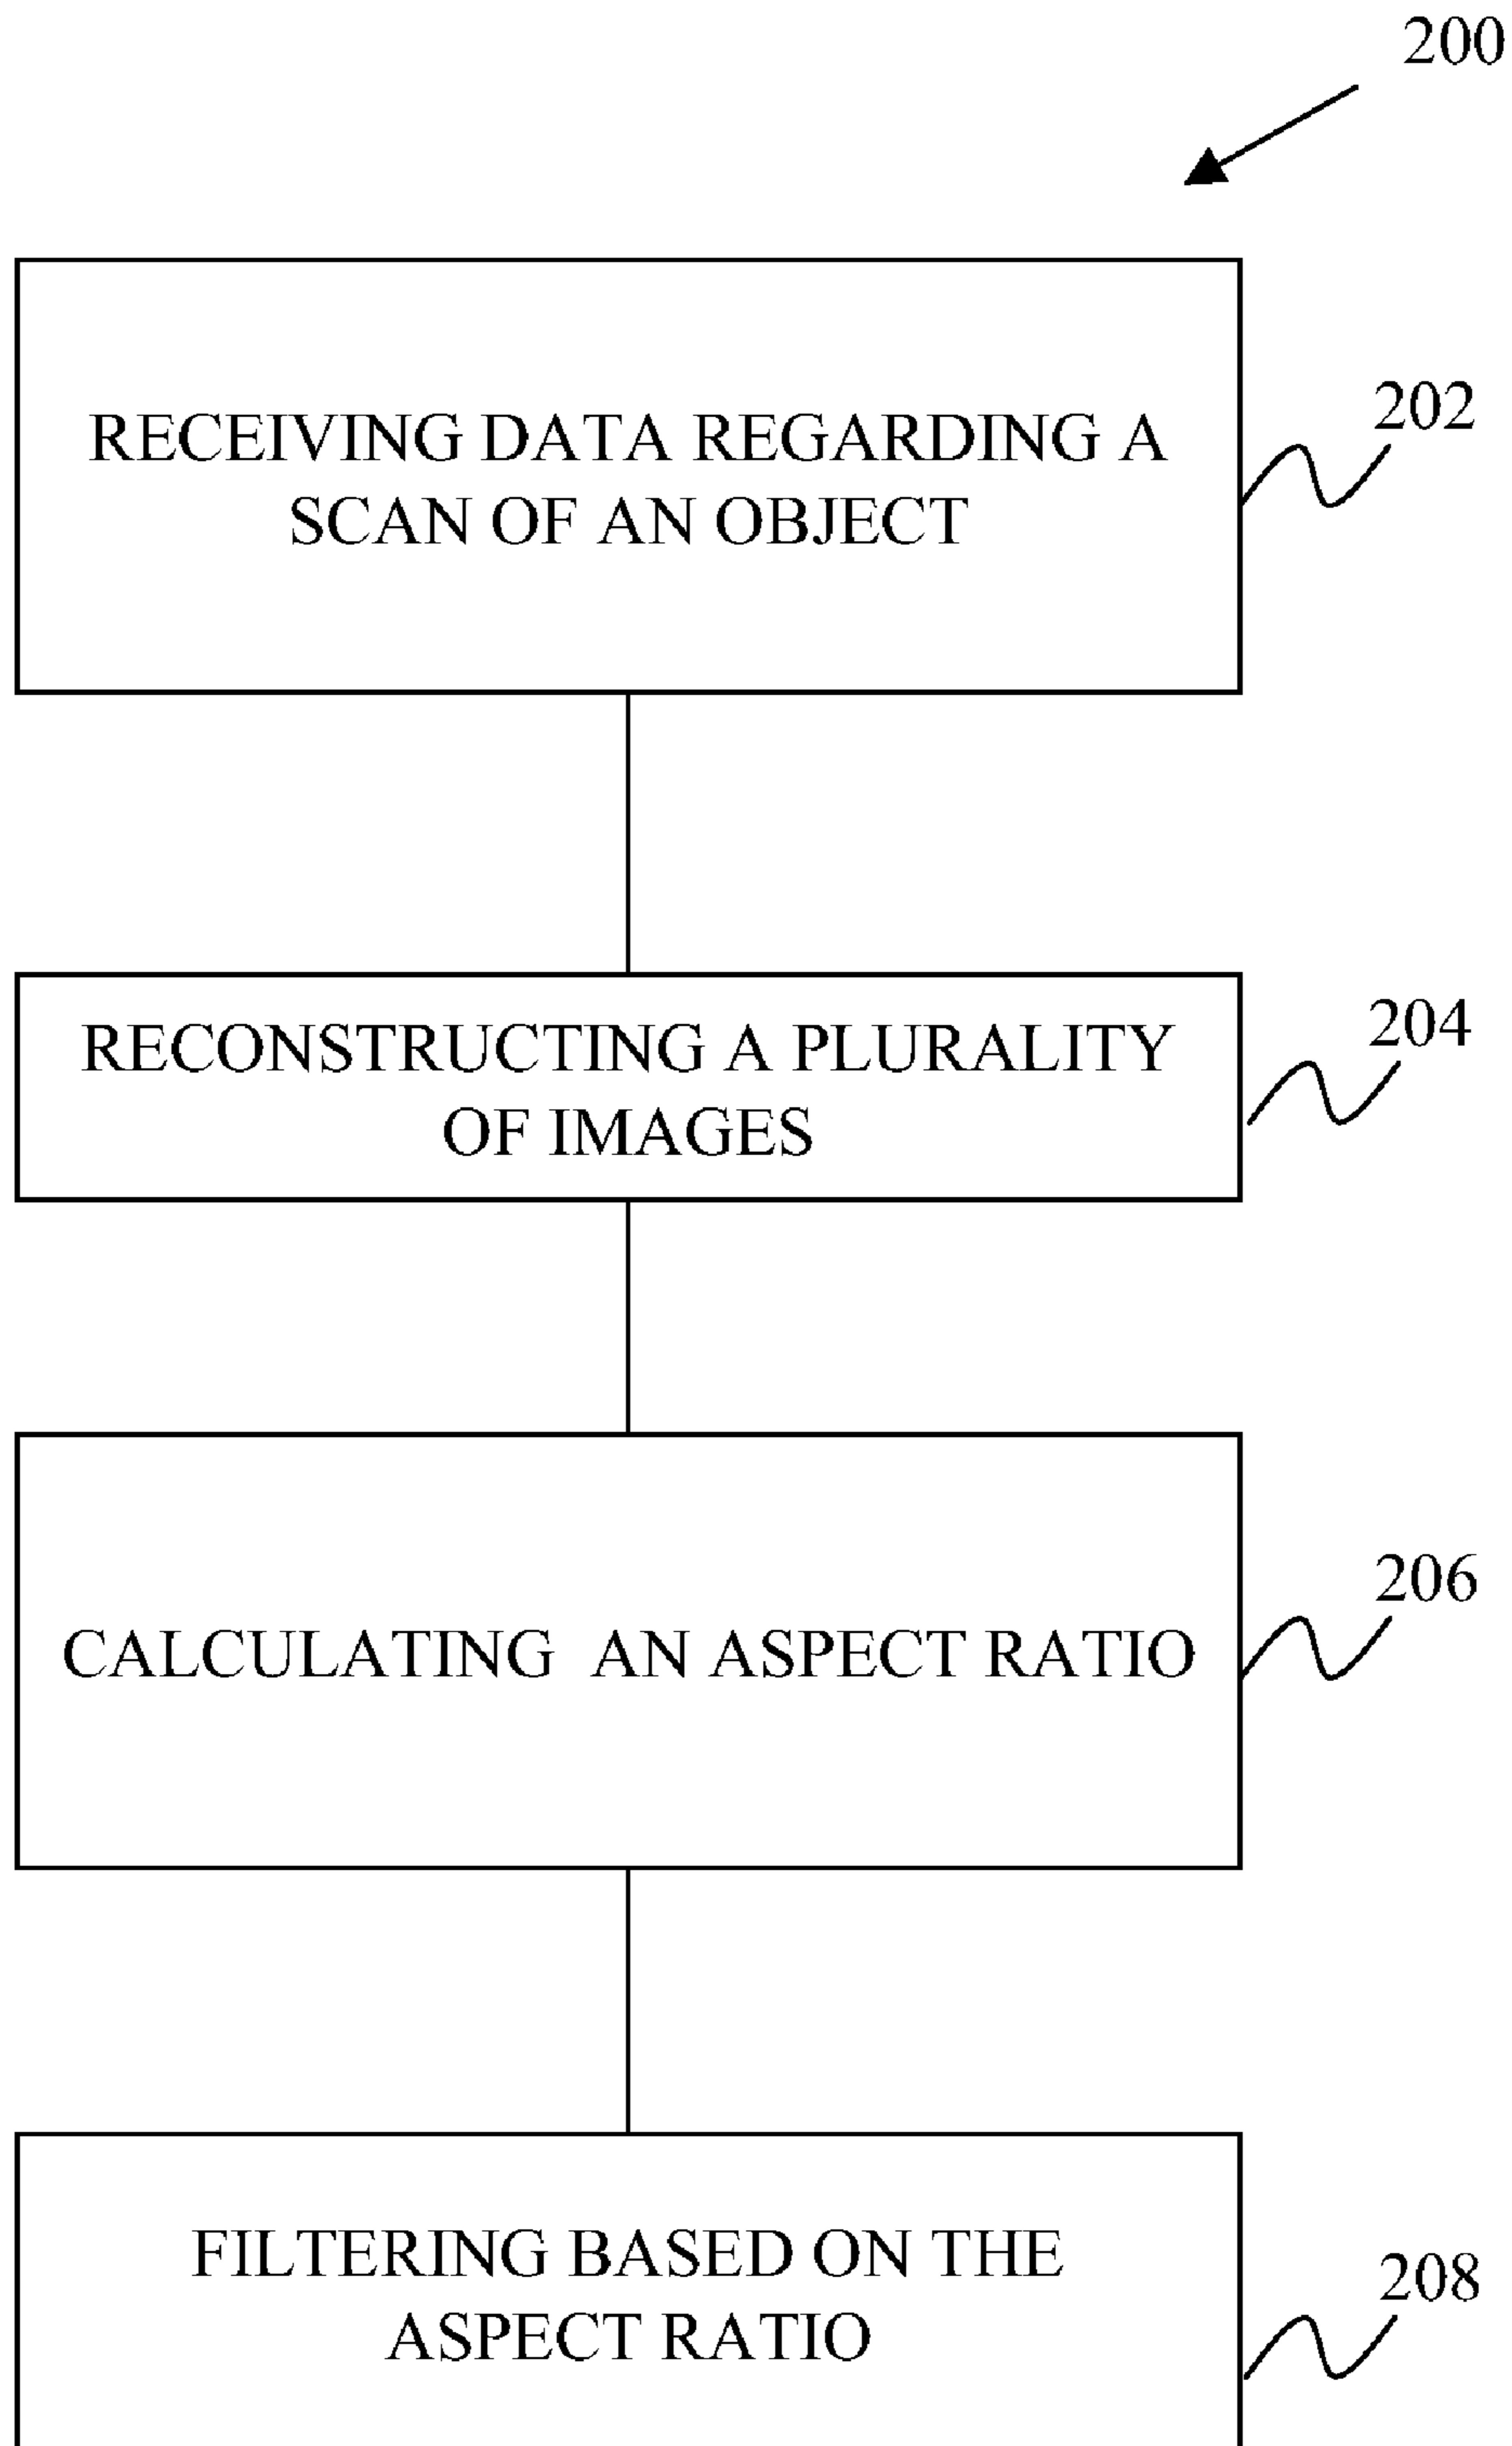 200
RECEIVING DATA REGARDING A
SCAN OF AN OBJECT
202
RECONSTRUCTING A PLURALITY
OF IMAGES
204
CALCULATING AN ASPECT RATIO
206
FILTERING BASED ON THE
ASPECT RATIO
208